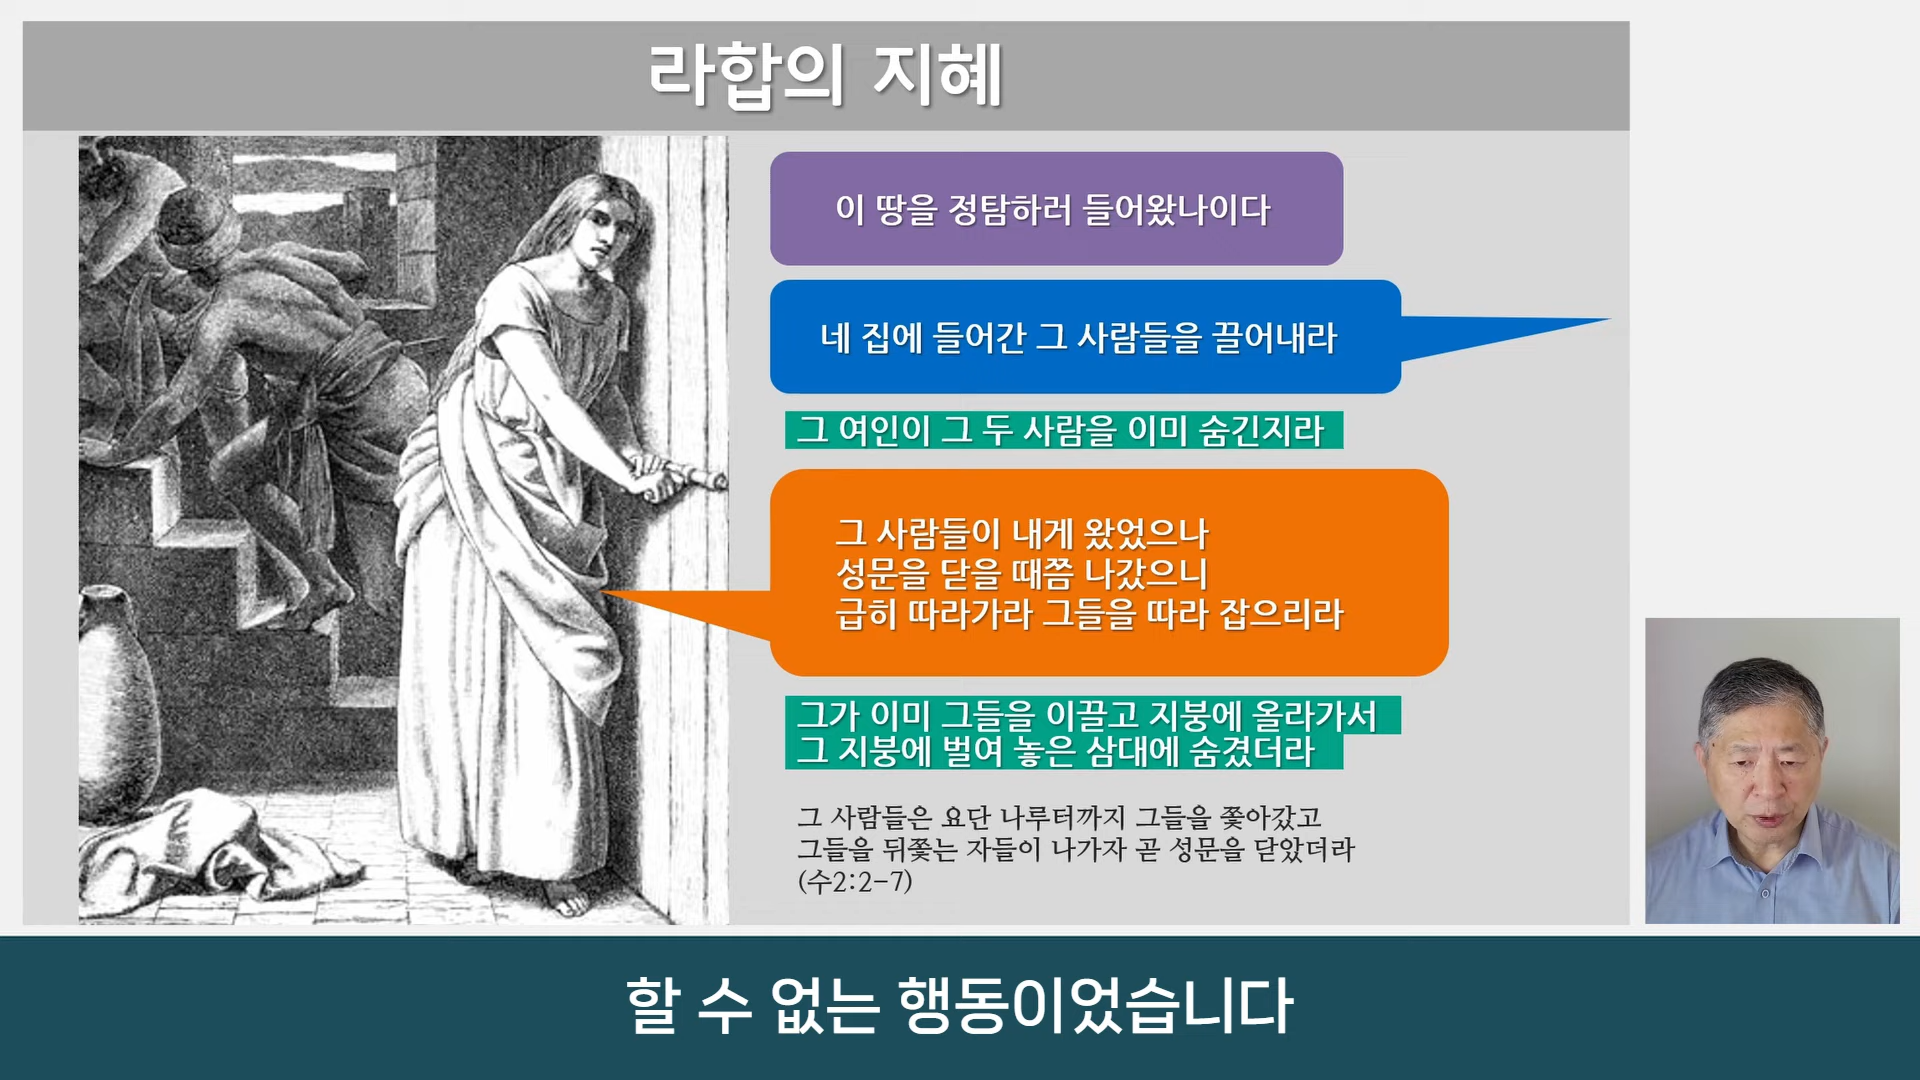 라합의 지혜
이 땅을 정탐하러 들어왔나이다
네 집에 들어간 그 사람들을 끌어내라
그 여인이 그 두 사람을 이미 숨긴지라
그 사람들이 내게 왔었으나
성문을 닫을 때쯤 나갔으니
급히 따라가라 그들을 따라 잡으리라
그가 이미 그들을 이끌고 지붕에 올라가서
그 지붕에 벌여 놓은 삼대에 숨겼더라
그 사람들은 요단 나루터까지 그들을 쫓아갔고
그들을 뒤쫓는 자들이 나가자 곧 성문을 닫았더라
(수2:2-7)
할 수 없는 행동이었습니다